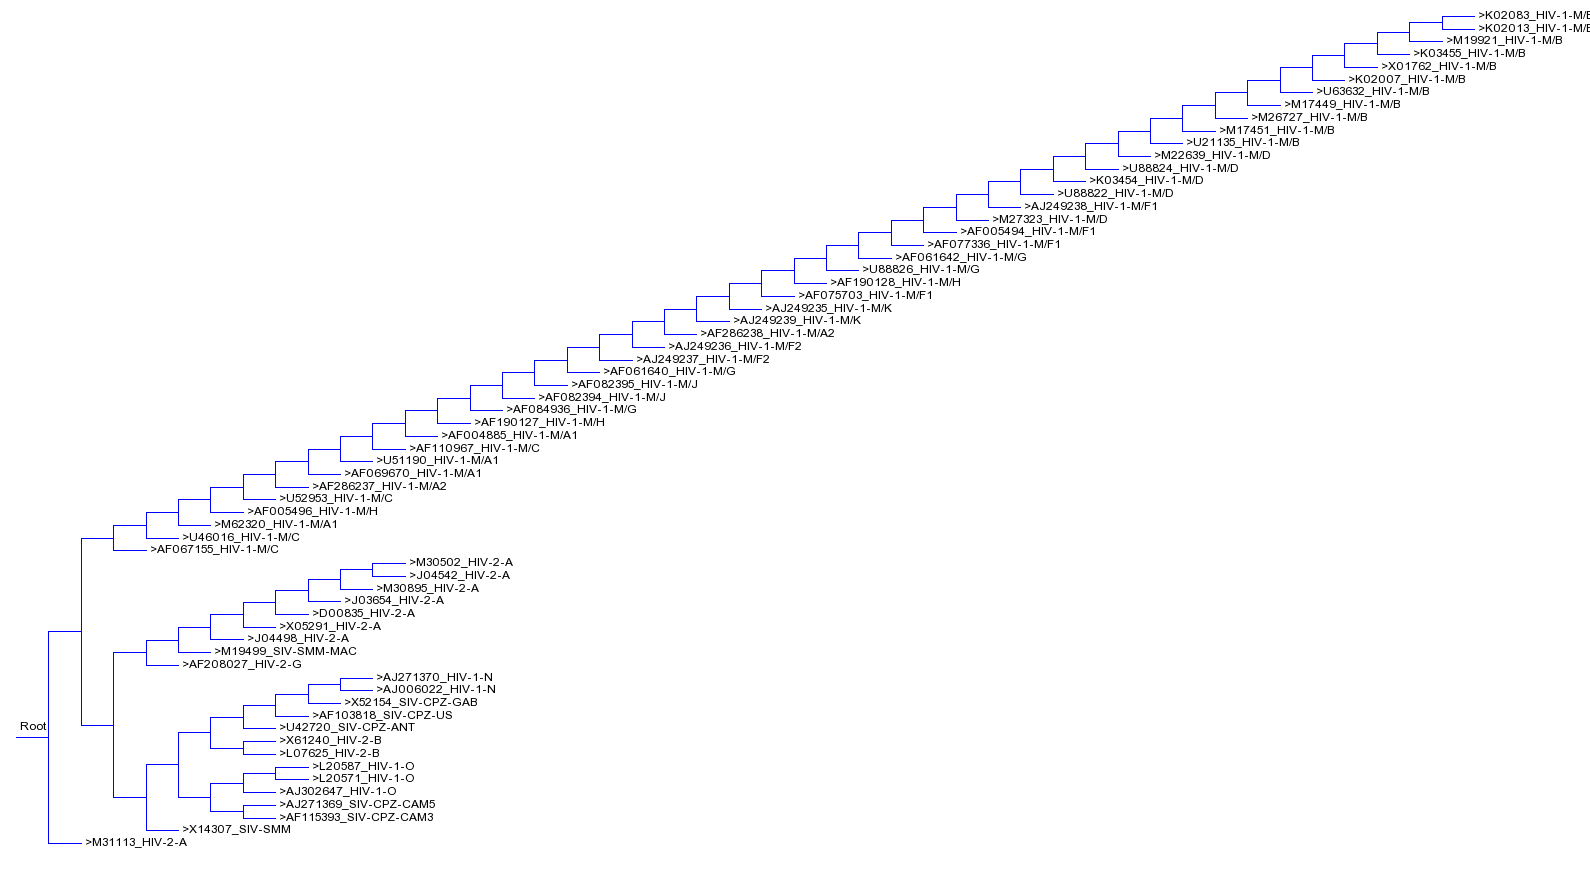 >K02083_HIV-1-M/B
>K02013_HIV-1-M/B
>M19921_HIV-1-M/B
>K03455_HIV-1-M/B
>X01762_HIV-1-M/B
>K02007_HIV-1-M/B
>U63632_HIV-1-M/B
>M17449_HIV-1-M/B
>M26727_HIV-1-M/B
>M17451_HIV-1-M/B
>U21135_HIV-1-M/B
>M22639_HIV-1-M/D
>U88824_HIV-1-M/D
>K03454_HIV-1-M/D
>U88822_HIV-1-M/D
>AJ249238_HIV-1-M/F1
>M27323_HIV-1-M/D
>AF005494_HIV-1-M/F1
>AF077336_HIV-1-M/F1
>AF061642_HIV-1-M/G
>U88826_HIV-1-M/G
>AF190128_HIV-1-M/H
>AF075703_HIV-1-M/F1
>AJ249235_HIV-1-M/K
>AJ249239_HIV-1-M/K
>AF286238_HIV-1-M/A2
>AJ249236_HIV-1-M/F2
>AJ249237_HIV-1-M/F2
>AF061640_HIV-1-M/G
>AF082395_HIV-1-M/J
>AF082394_HIV-1-M/J
>AF084936_HIV-1-M/G
>AF190127_HIV-1-M/H
>AF004885_HIV-1-M/A1
>AF110967_HIV-1-M/C
>U51190_HIV-1-M/A1
>AF069670_HIV-1-M/A1
>AF286237_HIV-1-M/A2
>U52953_HIV-1-M/C
>AF005496_HIV-1-M/H
>M62320_HIV-1-M/A1
>U46016_HIV-1-M/C
>AF067155_HIV-1-M/C
>M30502_HIV-2-A
>J04542_HIV-2-A
>M30895_HIV-2-A
>J03654_HIV-2-A
>D00835_HIV-2-A
>X05291_HIV-2-A
>J04498_HIV-2-A
>M19499_SIV-SMM-MAC
>AF208027_HIV-2-G
>AJ271370_HIV-1-N
>AJ006022_HIV-1-N
>X52154_SIV-CPZ-GAB
>AF103818_SIV-CPZ-US
Root
>U42720_SIV-CPZ-ANT
>X61240_HIV-2-B
>L07625_HIV-2-B
>L20587_HIV-1-O
>L20571_HIV-1-O
>AJ302647_HIV-1-O
>AJ271369_SIV-CPZ-CAM5
>AF115393_SIV-CPZ-CAM3
>X14307_SIV-SMM
>M31113_HIV-2-A